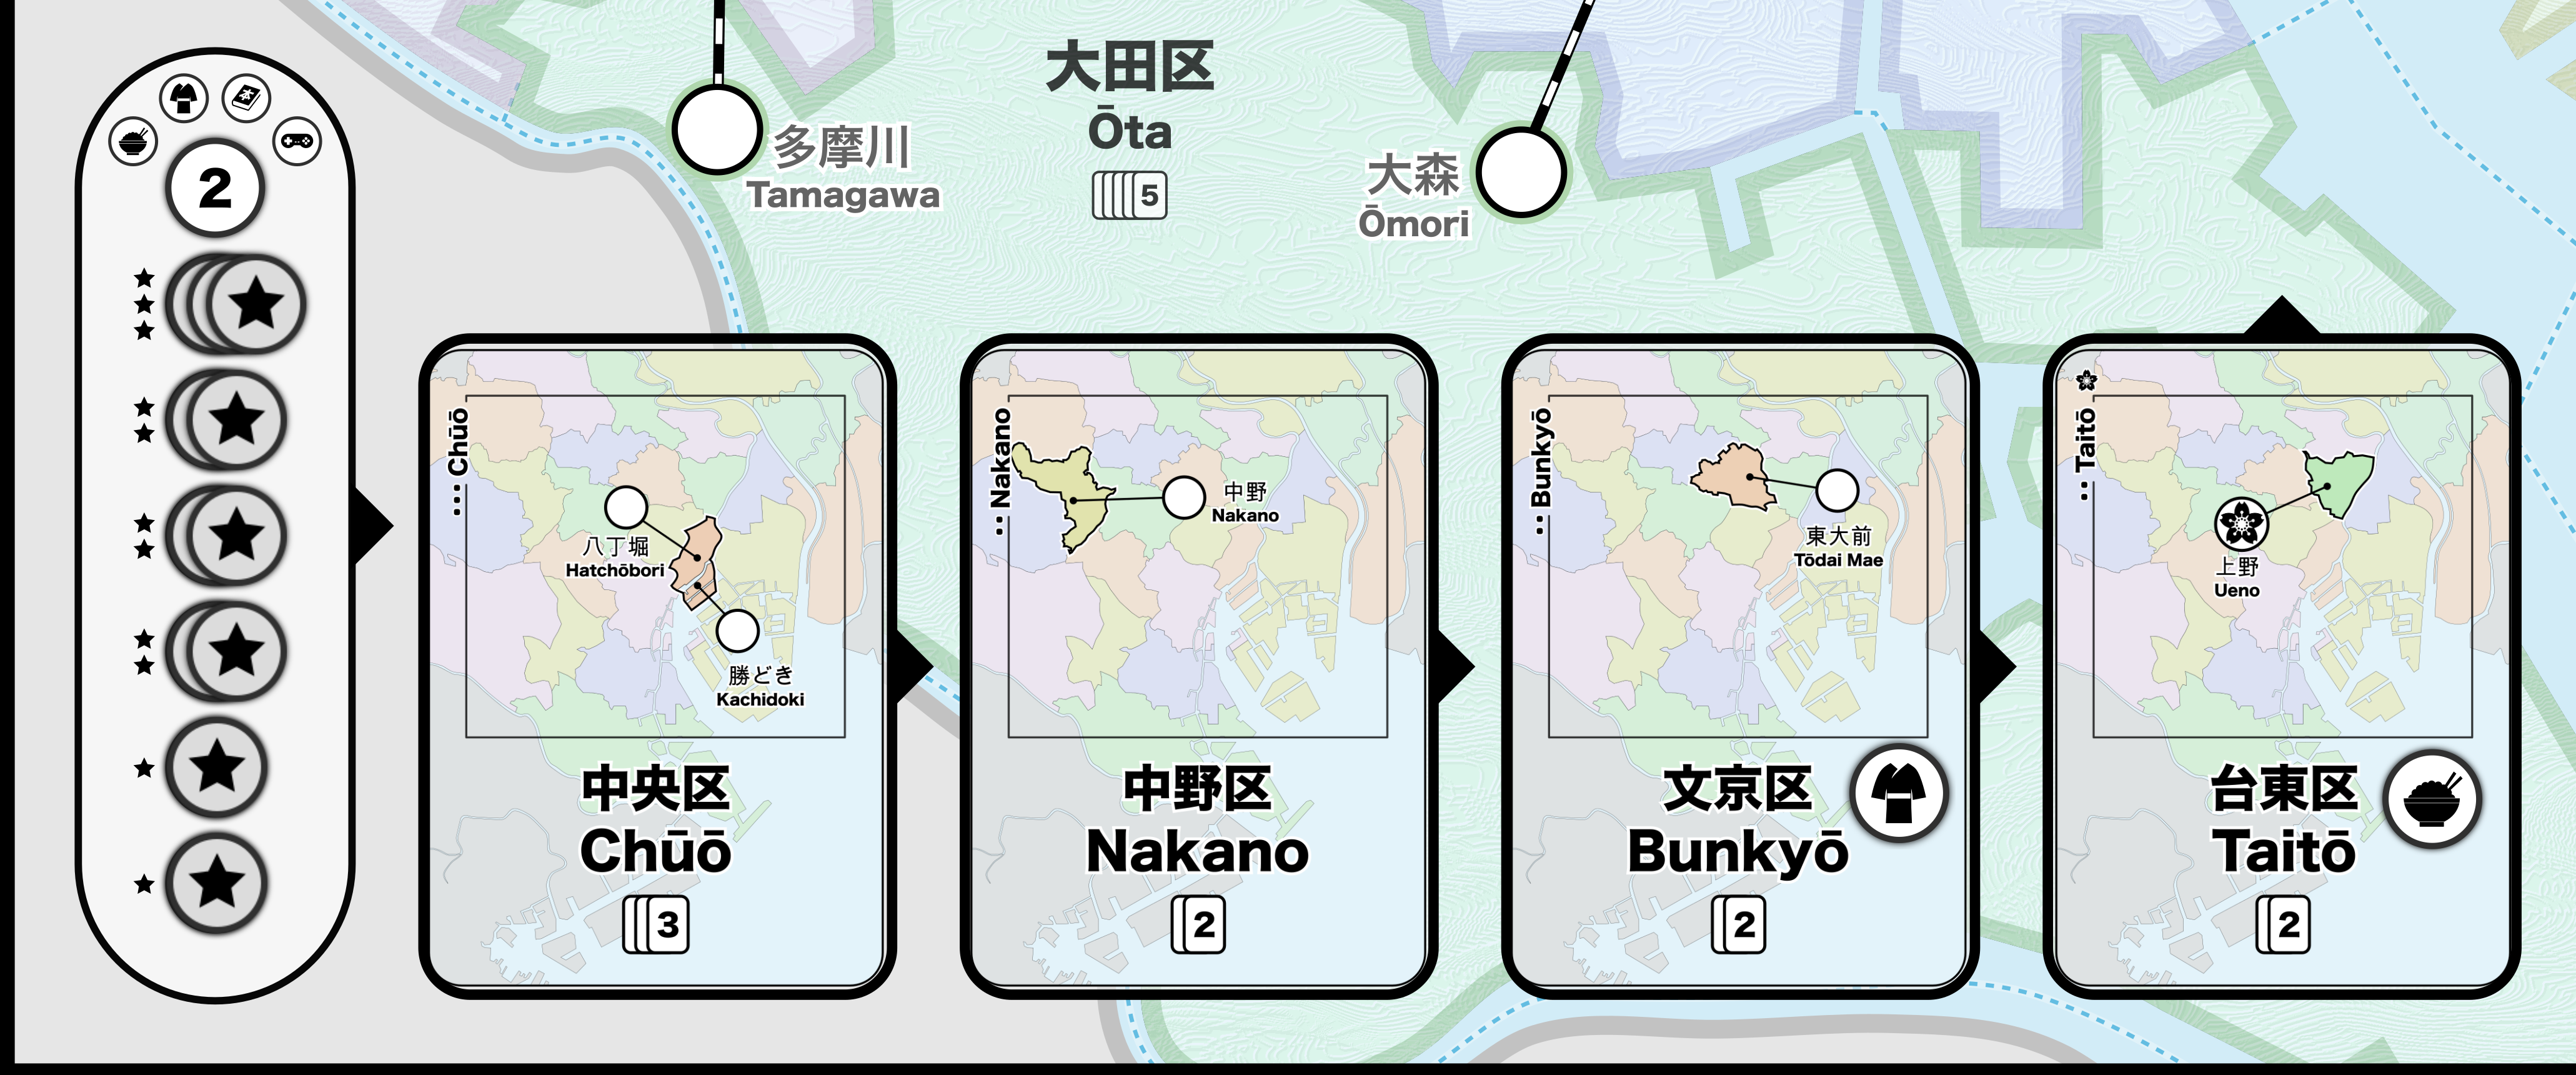 大田区
Ōta
5
多摩川
Tamagawa
大森
Ōmori
本
2
Chūō
八丁堀
Hatchōbori
勝どき
Kachidoki
中央区
Chūō
3
Nakano
中野
Nakano
中野区
Nakano
2
Bunkyō
東大前
Tōdai Mae
文京区
Bunkyō
2
Taitō
上野
Ueno
台東区
Taitō
2